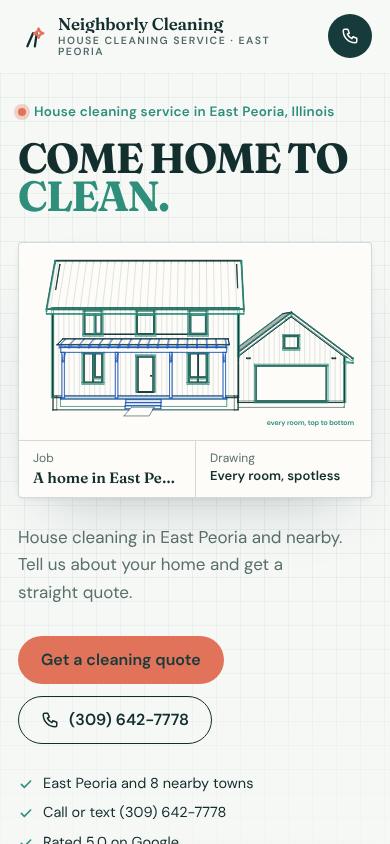 Neighborly Cleaning
HOUSE CLEANING SERVICE · EAST
PEORIA
House cleaning service in East Peoria, Illinois
COME HOME TO
CLEAN.
every room, top to bottom
Job
A home in East Pe...
Drawing
Every room, spotless
House cleaning in East Peoria and nearby.
Tell us about your home and get a
straight quote.
Get a cleaning quote
(309) 642-7778
East Peoria and 8 nearby towns
Call or text (309) 642-7778
Rated 5.0 on Google